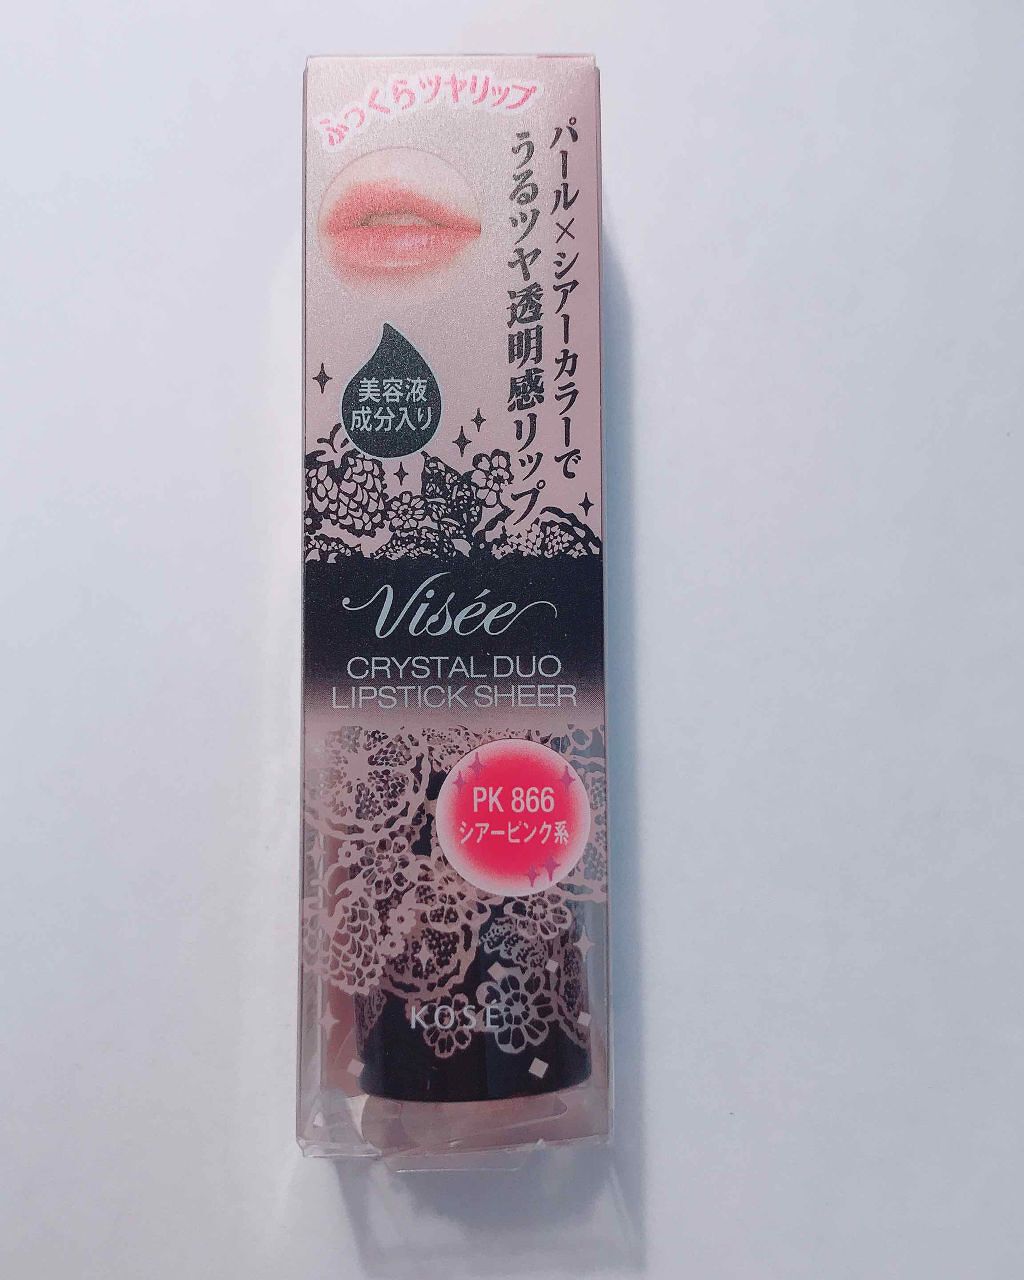 ふっくらツヤリップ
パール×シアーカラーで
うるツヤ透明感リップ
美容液
成分入り
Visée
CRYSTAL DUO
LIPSTICK SHEER
PK 866
シアーピンク系
KOSÉ